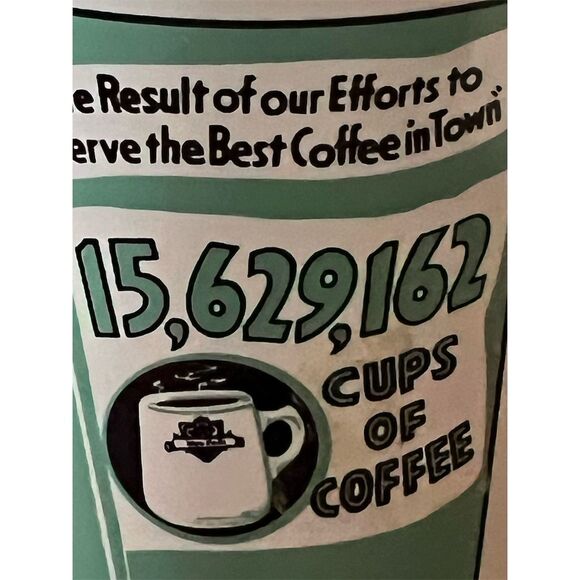 e Result of our Efforts to
erve the Best Coffee in Town"
15,629,162
CUPS
OF
COFFEE